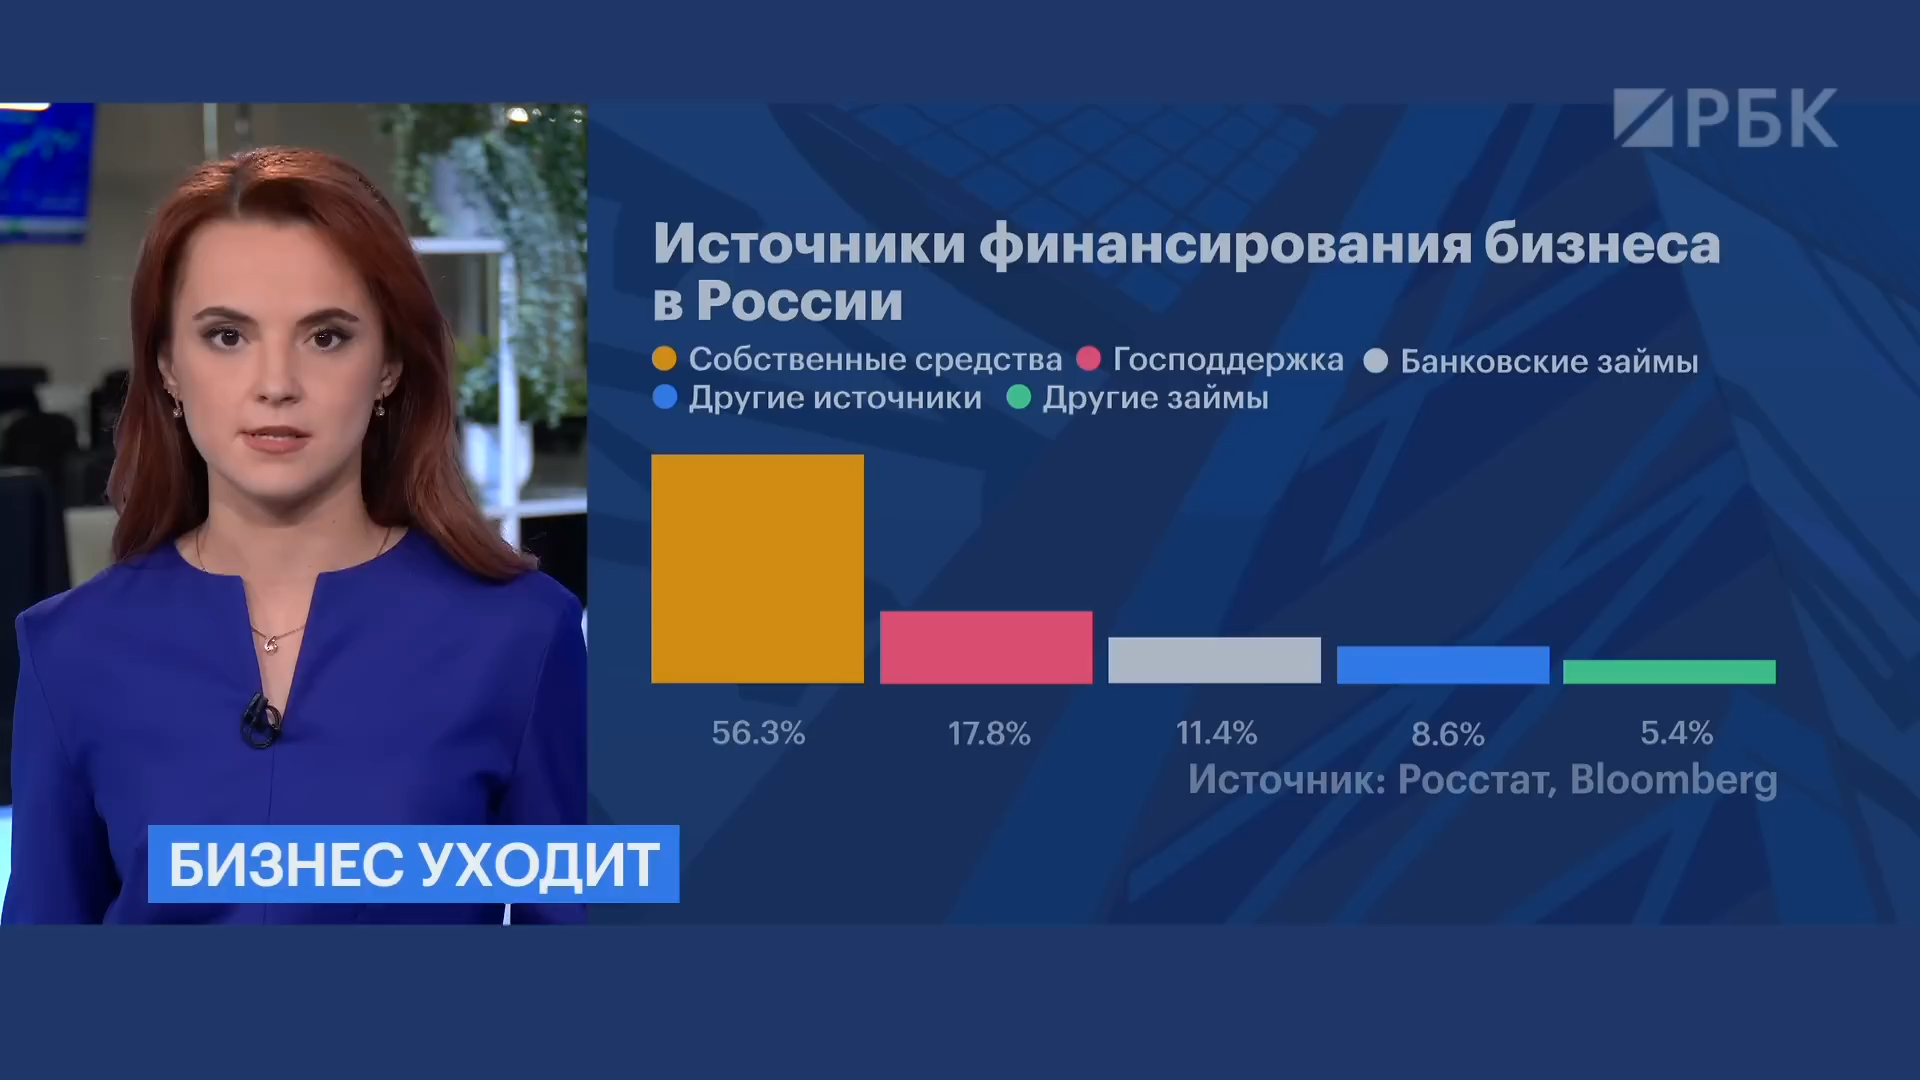 РБК
Источники финансирования бизнеса
в России
Собственные средства Господдержка Банковские займы
Другие источники Другие займы
56.3% 17.8% 11.4% 8.6% 5.4%
Источник: Росстат, Bloomberg
БИЗНЕС УХОДИТ